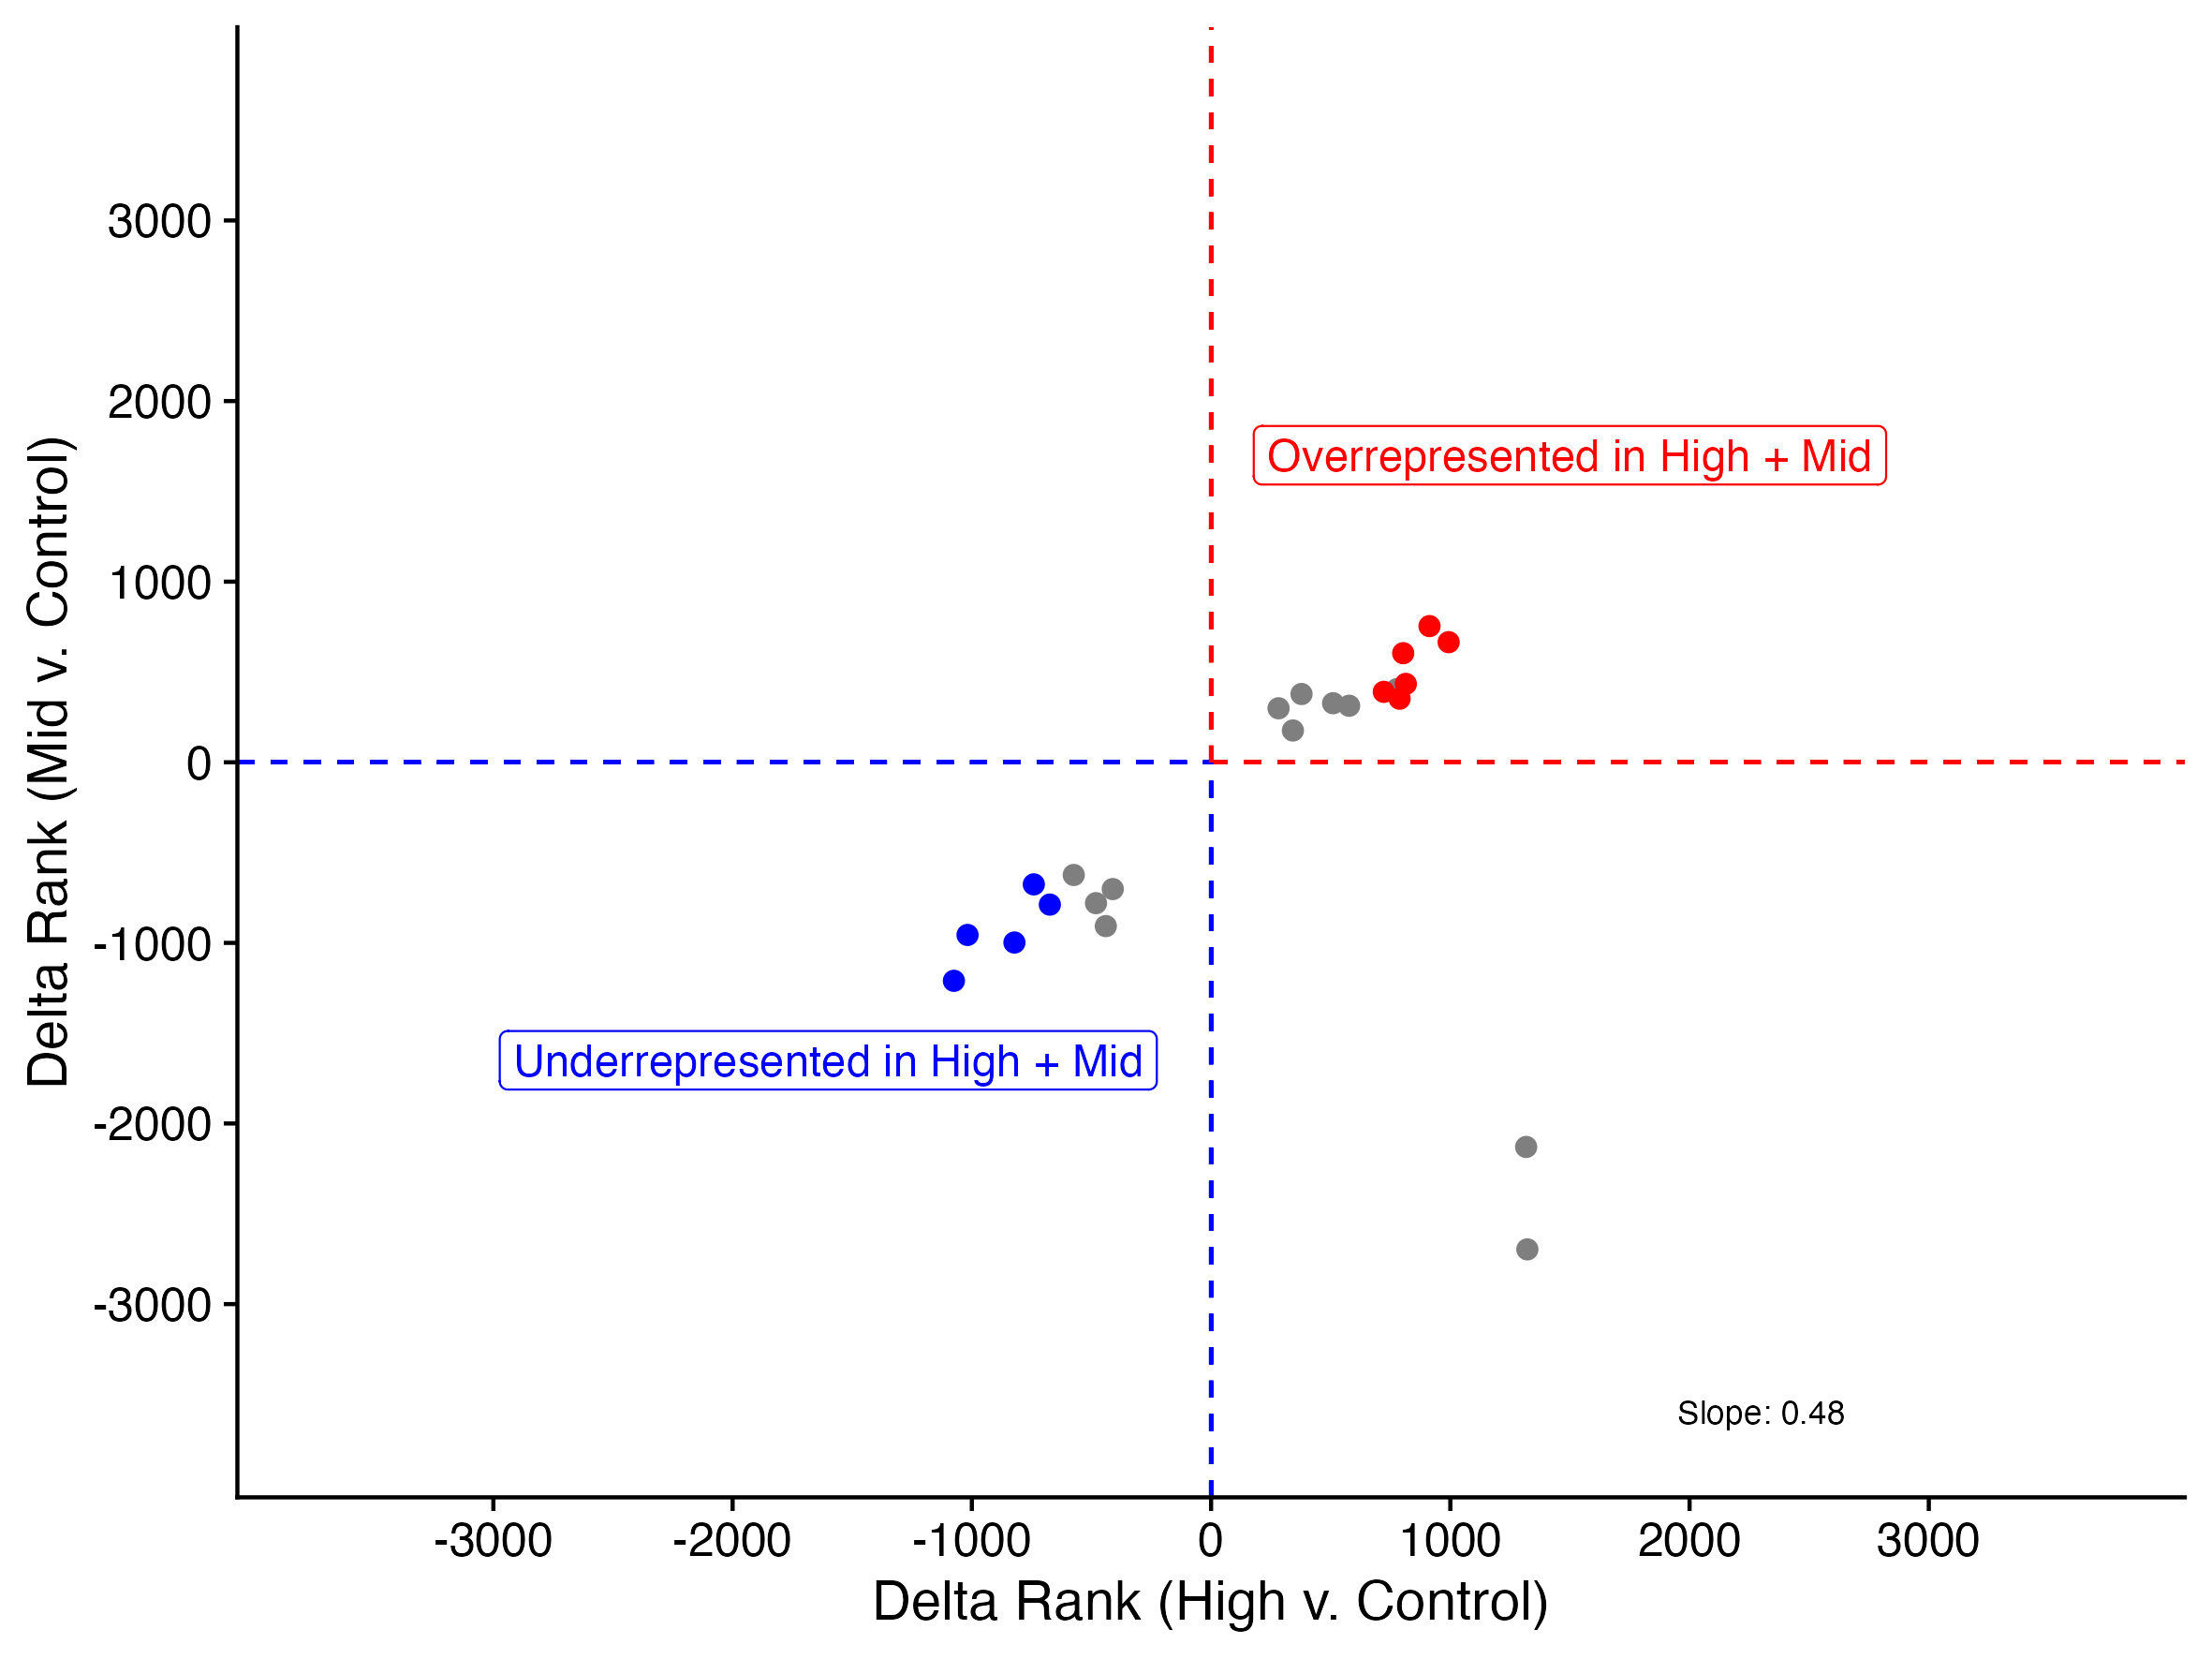 3000
2000
Overrepresented in High + Mid
1000
0
-1000
Underrepresented in High + Mid
-2000
-3000
Slope: 0.48
Delta Rank (Mid v. Control)
-3000 -2000 -1000 0 1000 2000 3000
Delta Rank (High v. Control)